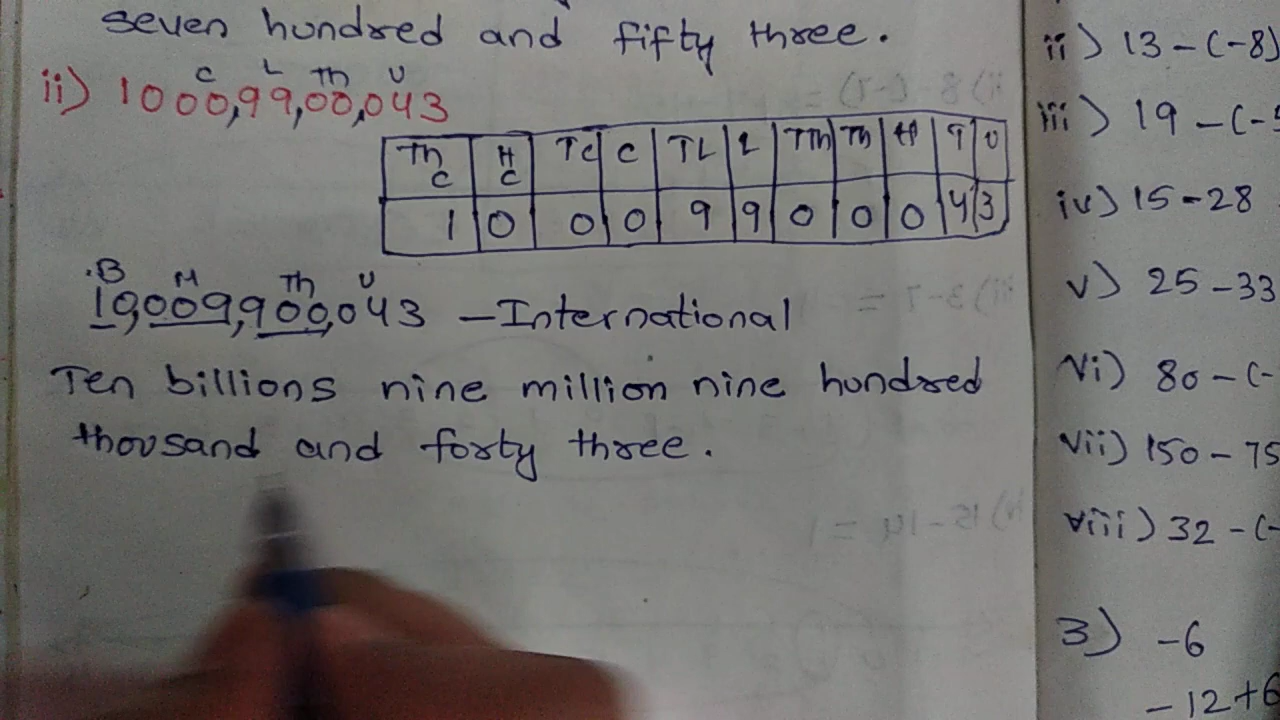 seven hundred and fifty three.
C L Th U
ii) 1000,99,00,043
Th C H C TC C TL L TTh Th H T U
1 0 0 0 9 9 0 0 0 4 3
B M Th U
10,009,900,043 – International
Ten billions nine million nine hundred
thousand and forty three.
ii) 13 – (-8)
iii) 19 – (-5
iv) 15 – 28
v) 25 – 33
vi) 80 – (-
vii) 150 – 75
viii) 32 – (-
3) -6
-12+6